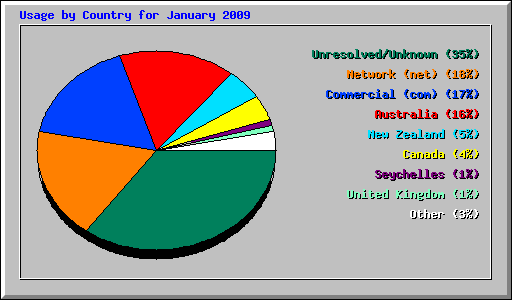 Usage by Country for January 2009
Unresolved/Unknown (35%)
Network (net) (18%)
Commercial (com) (17%)
Australia (16%)
New Zealand (5%)
Canada (4%)
Seychelles (1%)
United Kingdom (1%)
Other (3%)